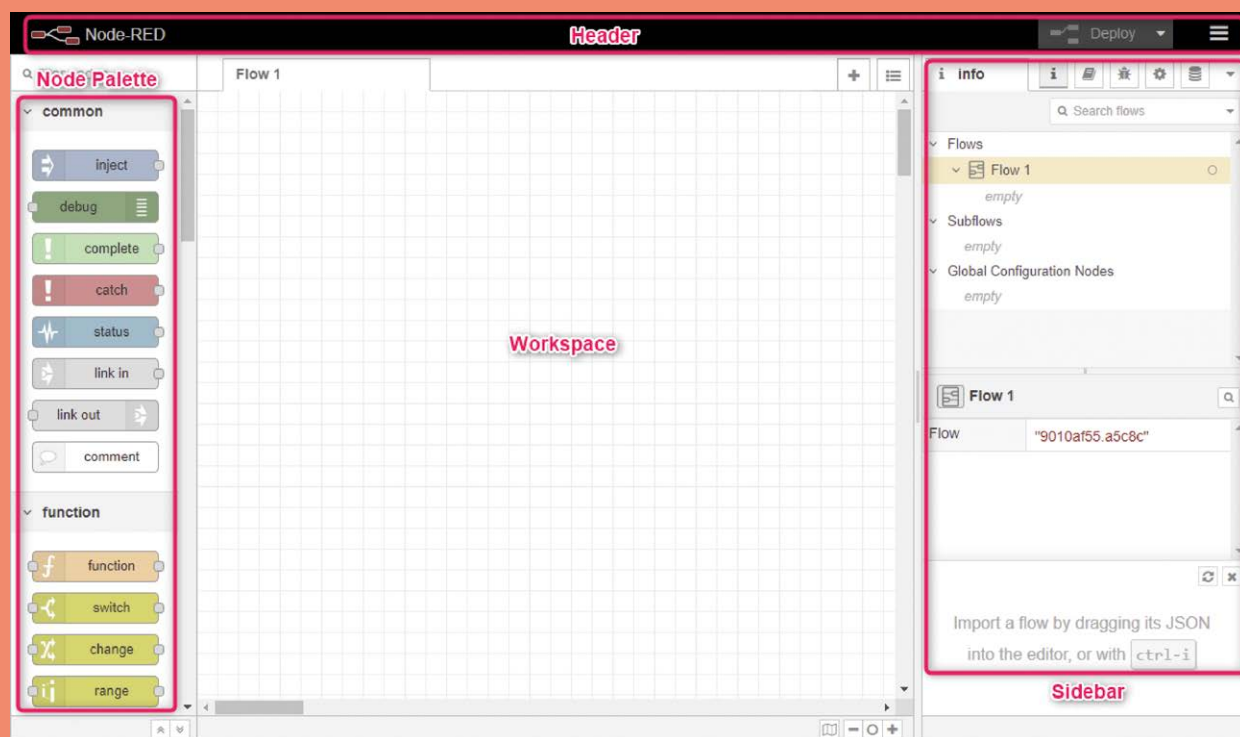 Node-RED
Header
Deploy
Node Palette
Flow 1
info
common
Search flows
inject
Flows
Flow 1
debug
empty
complete
Subflows
empty
catch
Global Configuration Nodes
status
empty
Workspace
link in
link out
Flow 1
Flow
"9010af55.a5c8c"
comment
function
function
switch
Import a flow by dragging its JSON
change
into the editor, or with ctrl-i
range
Sidebar